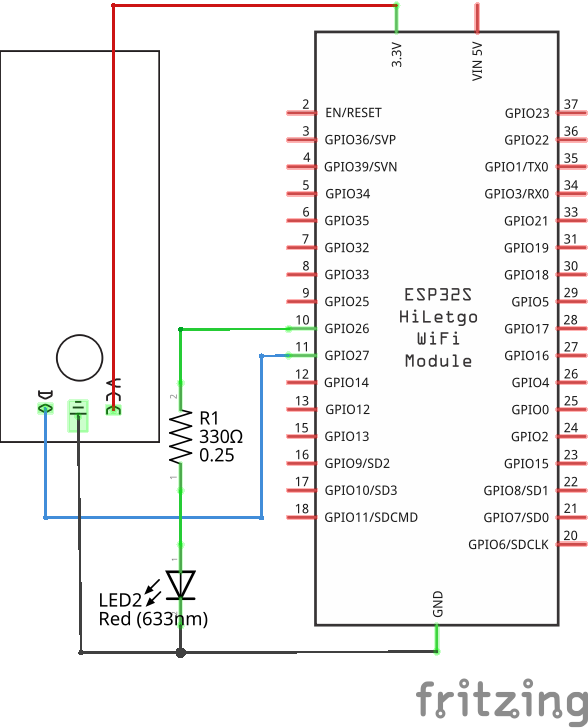 3.3V
VIN 5V
2 EN/RESET
3 GPIO36/SVP
4 GPIO39/SVN
5 GPIO34
6 GPIO35
7 GPIO32
8 GPIO33
9 GPIO25
10 GPIO26
11 GPIO27
12 GPIO14
13 GPIO12
15 GPIO13
16 GPIO9/SD2
17 GPIO10/SD3
18 GPIO11/SDCMD
GPIO23 37
GPIO22 36
GPIO1/TX0 35
GPIO3/RX0 34
GPIO21 33
GPIO19 31
GPIO18 30
GPIO5 29
GPIO17 28
GPIO16 27
GPIO4 26
GPIO0 25
GPIO2 24
GPIO15 23
GPIO8/SD1 22
GPIO7/SD0 21
GPIO6/SDCLK 20
ESP32S
HiLetgo
WiFi
Module
GND
VCC
2
R1
330Ω
0.25
1
1
LED2
Red (633nm)
fritzing